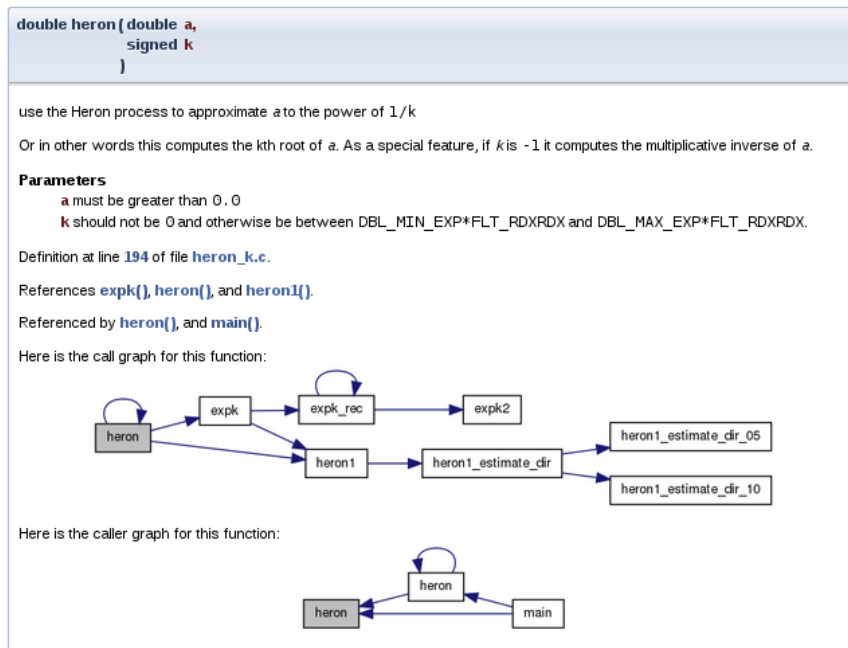 double heron ( double a,
signed k
)
use the Heron process to approximate a to the power of 1/k
Or in other words this computes the kth root of a. As a special feature, if k is -1 it computes the multiplicative inverse of a.
Parameters
a must be greater than 0.0
k should not be 0 and otherwise be between DBL_MIN_EXP*FLT_RDXRDX and DBL_MAX_EXP*FLT_RDXRDX.
Definition at line 194 of file heron_k.c.
References expk(), heron(), and heron1().
Referenced by heron(), and main().
Here is the call graph for this function:
heron
expk
expk_rec
expk2
heron1
heron1_estimate_dir
heron1_estimate_dir_05
heron1_estimate_dir_10
Here is the caller graph for this function:
heron
heron
main